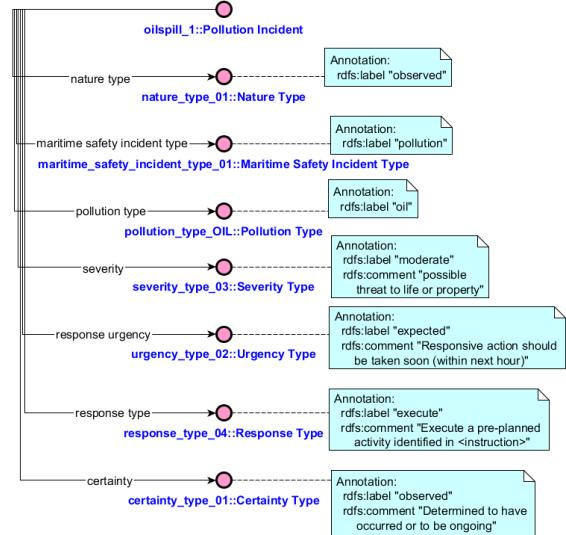 oilspill_1::Pollution Incident
Annotation:
rdfs:label "observed"
nature type
nature_type_01::Nature Type
Annotation:
rdfs:label "pollution"
maritime safety incident type
maritime_safety_incident_type_01::Maritime Safety Incident Type
Annotation:
rdfs:label "oil"
pollution type
pollution_type_OIL::Pollution Type
Annotation:
rdfs:label "moderate"
rdfs:comment "possible
threat to life or property"
severity
severity_type_03::Severity Type
Annotation:
rdfs:label "expected"
rdfs:comment "Responsive action should
be taken soon (within next hour)"
response urgency
urgency_type_02::Urgency Type
Annotation:
rdfs:label "execute"
rdfs:comment "Execute a pre-planned
activity identified in <instruction>"
response type
response_type_04::Response Type
Annotation:
rdfs:label "observed"
rdfs:comment "Determined to have
occurred or to be ongoing"
certainty
certainty_type_01::Certainty Type